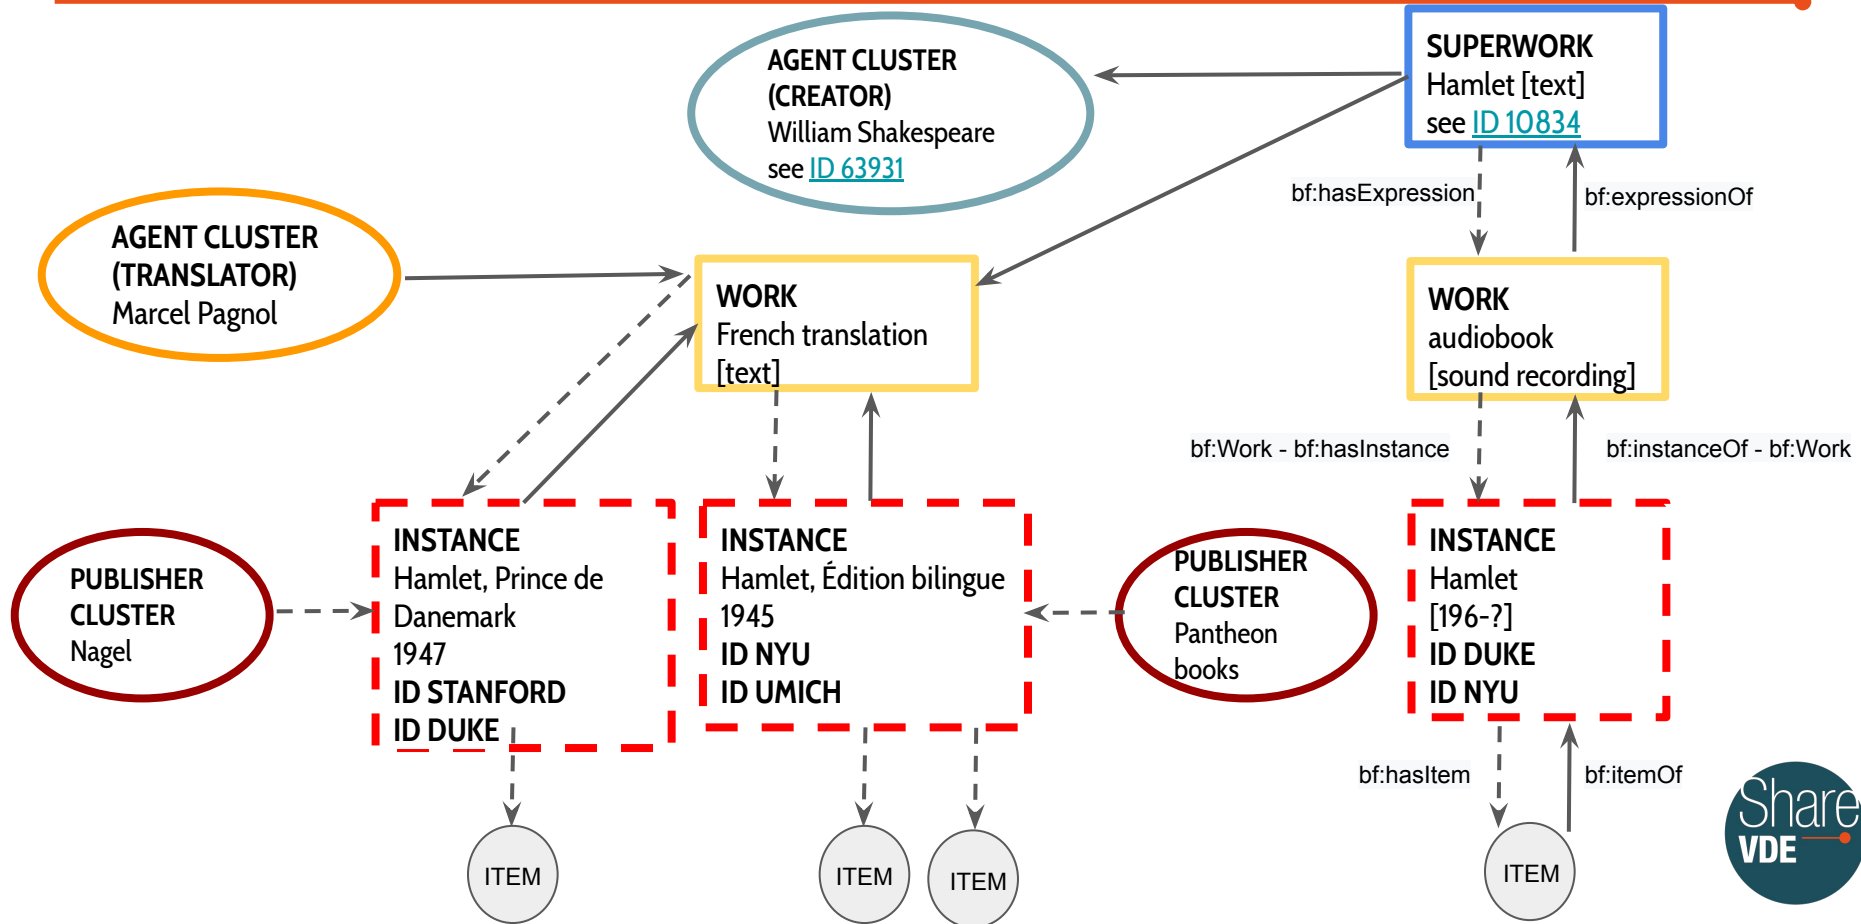 AGENT CLUSTER
(CREATOR)
William Shakespeare
see ID 63931
SUPERWORK
Hamlet [text]
see ID 10834
bf:hasExpression
bf:expressionOf
AGENT CLUSTER
(TRANSLATOR)
Marcel Pagnol
WORK
French translation
[text]
WORK
audiobook
[sound recording]
bf:Work - bf:hasInstance
bf:instanceOf - bf:Work
PUBLISHER
CLUSTER
Nagel
INSTANCE
Hamlet, Prince de
Danemark
1947
ID STANFORD
ID DUKE
INSTANCE
Hamlet, Édition bilingue
1945
ID NYU
ID UMICH
PUBLISHER
CLUSTER
Pantheon
books
INSTANCE
Hamlet
[196-?]
ID DUKE
ID NYU
bf:hasItem
bf:itemOf
ITEM
ITEM
ITEM
ITEM
Share
VDE